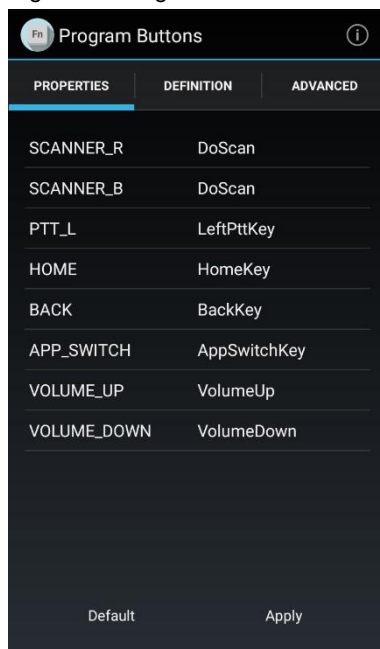 Fn Program Buttons
PROPERTIES DEFINITION ADVANCED
SCANNER_R DoScan
SCANNER_B DoScan
PTT_L LeftPttKey
HOME HomeKey
BACK BackKey
APP_SWITCH AppSwitchKey
VOLUME_UP VolumeUp
VOLUME_DOWN VolumeDown
Default Apply